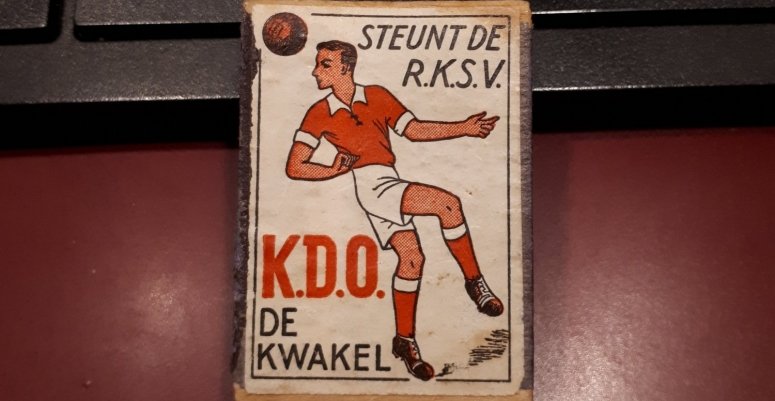 STEUNT DE
R.K.S.V.
K.D.O.
DE
KWAKEL